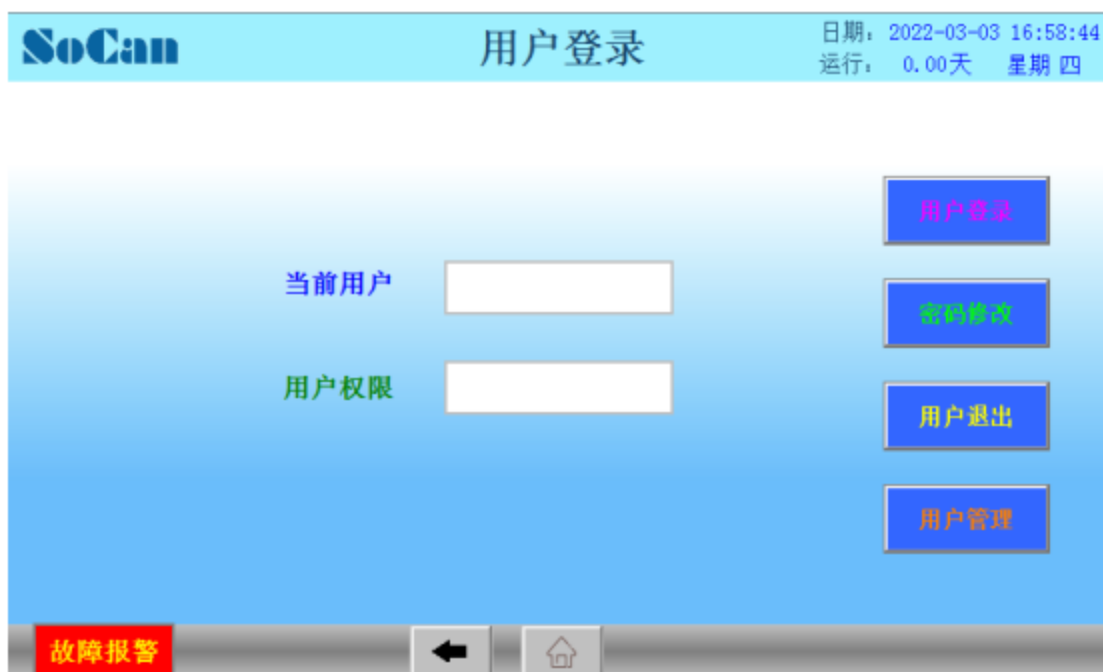 SoCan
用户登录
日期: 2022-03-03 16:58:44
运行: 0.00天 星期 四
用户登录
当前用户
密码修改
用户权限
用户退出
用户管理
故障报警